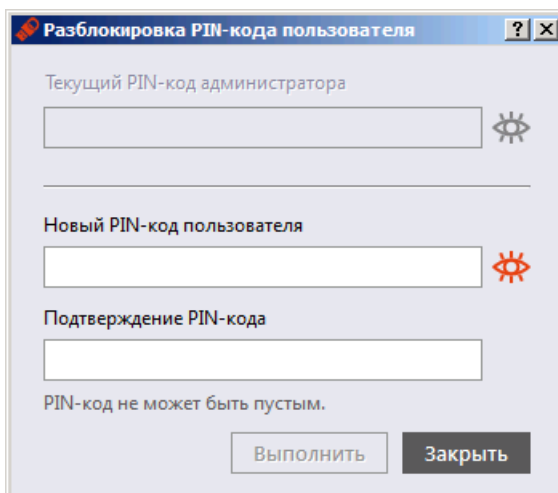 Разблокировка PIN-кода пользователя
Текущий PIN-код администратора
Новый PIN-код пользователя
Подтверждение PIN-кода
PIN-код не может быть пустым.
Выполнить Закрыть